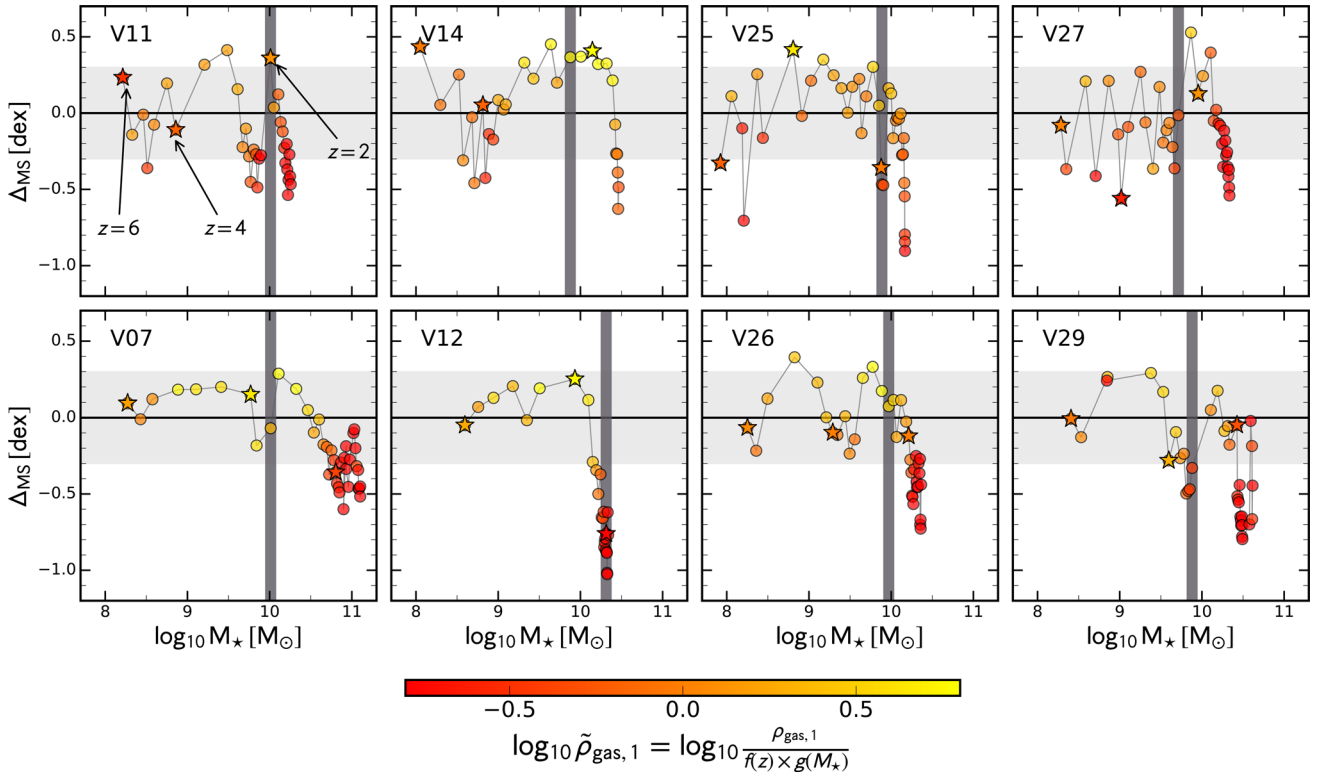 V11 V14 V25 V27
0.5
0.0
−0.5
−1.0
Δ_MS [dex]
z=6 z=4 z=2
V07 V12 V26 V29
0.5
0.0
−0.5
−1.0
Δ_MS [dex]
8 9 10 11 8 9 10 11 8 9 10 11 8 9 10 11
log₁₀ M⋆ [M⊙] log₁₀ M⋆ [M⊙] log₁₀ M⋆ [M⊙] log₁₀ M⋆ [M⊙]
−0.5 0.0 0.5
log₁₀ ρ̃_gas, 1 = log₁₀ ρ_gas, 1 / f(z) × g(M⋆)